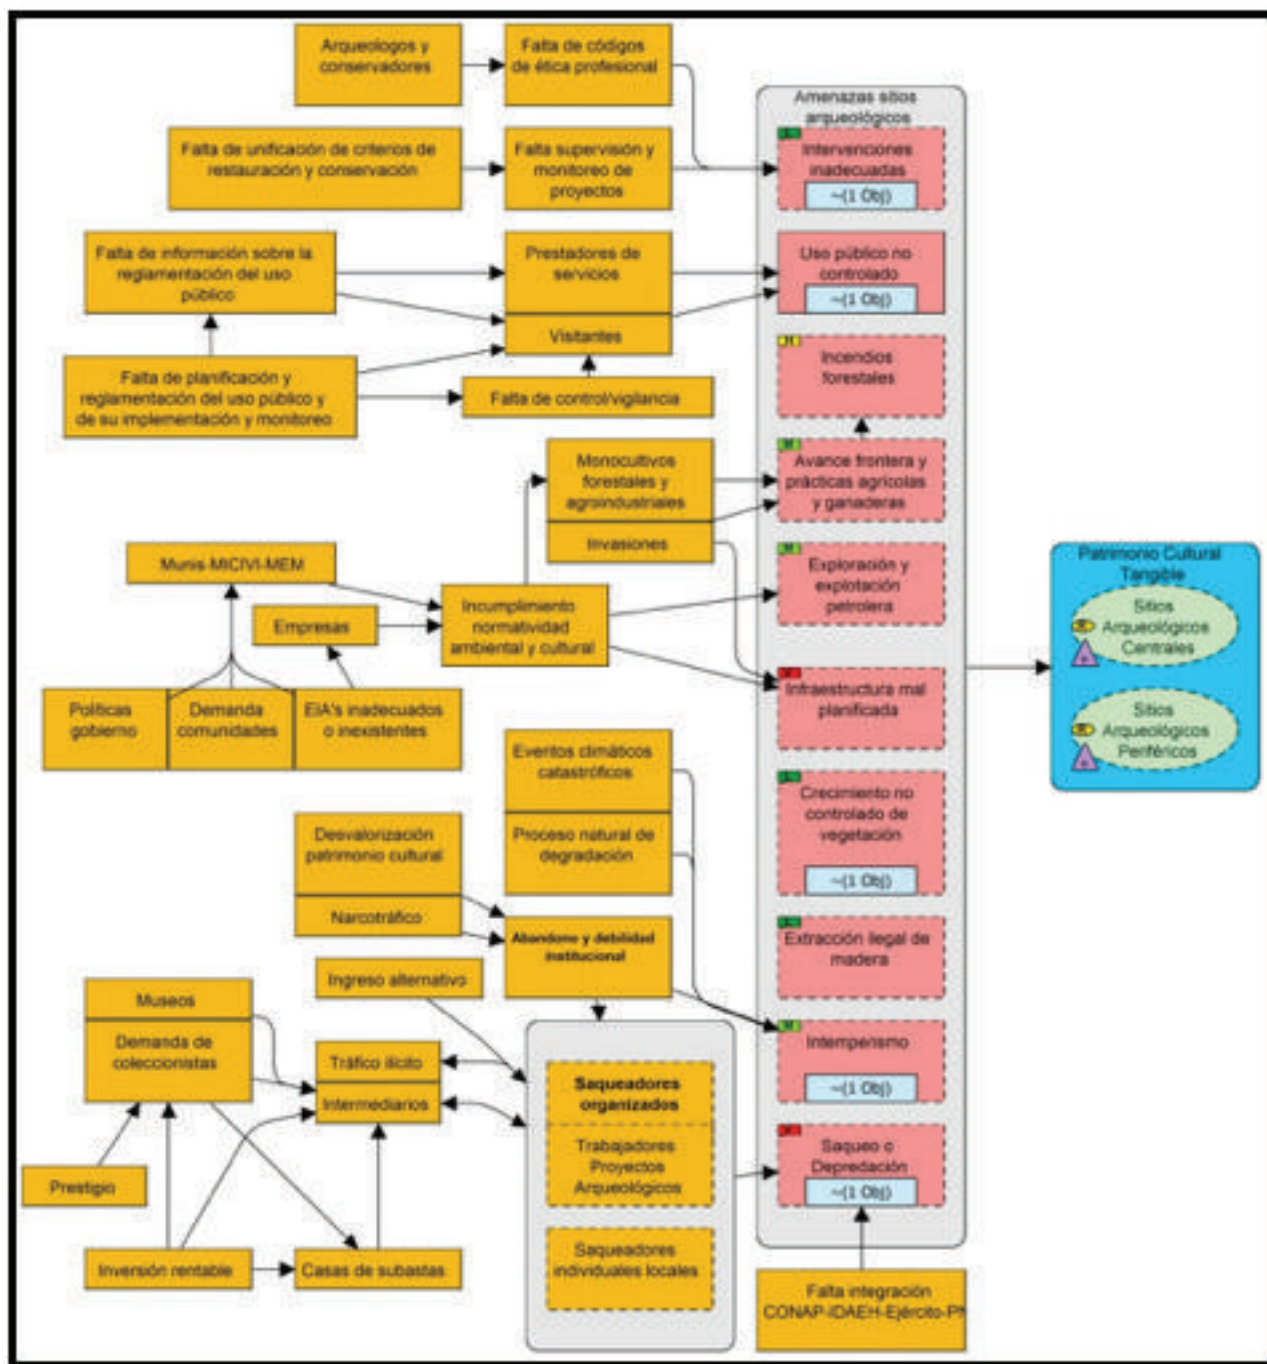 Arqueologos y
conservadores
Falta de códigos
de ética profesional
Falta de unificación de criterios de
restauración y conservación
Falta supervisión y
monitoreo de
proyectos
Falta de información sobre la
reglamentación del uso
público
Prestadores de
servicios
Visitantes
Falta de planificación y
reglamentación del uso público y
de su implementación y monitoreo
Falta de control/vigilancia
Monocultivos
forestales y
agroindustriales
Invasiones
Munis-MICIVI-MEM
Empresas
Incumplimiento
normatividad
ambiental y cultural
Políticas
gobierno
Demanda
comunidades
EIA's inadecuados
o inexistentes
Eventos climáticos
catastróficos
Proceso natural de
degradación
Desvalorización
patrimonio cultural
Narcotráfico
Abandono y debilidad
institucional
Ingreso alternativo
Museos
Demanda de
coleccionistas
Tráfico ilícito
Intermediarios
Prestigio
Inversión rentable
Casas de subastas
Saqueadores
organizados
Trabajadores
Proyectos
Arqueológicos
Saqueadores
individuales locales
Amenazas sitios
arqueológicos
Intervenciones
inadecuadas
~(1 Obj)
Uso público no
controlado
~(1 Obj)
Incendios
forestales
Avance frontera y
prácticas agrícolas
y ganaderas
Exploración y
explotación
petrolera
Infraestructura mal
planificada
Crecimiento no
controlado de
vegetación
~(1 Obj)
Extracción ilegal de
madera
Intemperismo
~(1 Obj)
Saqueo o
Depredación
~(1 Obj)
Falta integración
CONAP-IDAEH-Ejército-PN
Patrimonio Cultural
Tangible
Sitios
Arqueológicos
Centrales
Sitios
Arqueológicos
Periféricos